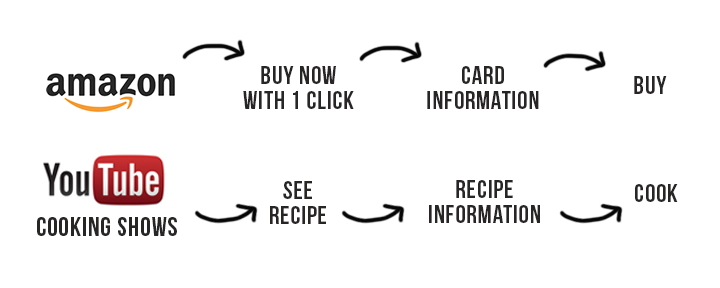 amazon
BUY NOW
WITH 1 CLICK
CARD
INFORMATION
BUY
YouTube
COOKING SHOWS
SEE
RECIPE
RECIPE
INFORMATION
COOK